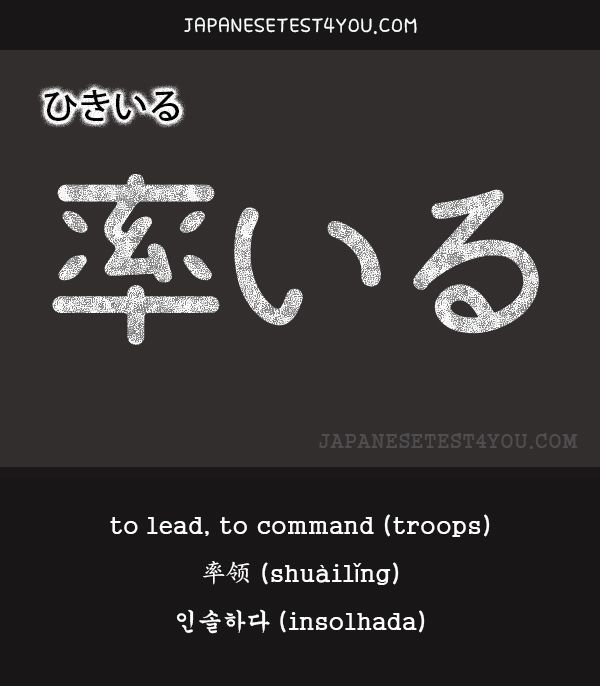 JAPANESETEST4YOU.COM
ひきいる
率いる
JAPANESETEST4YOU.COM
to lead, to command (troops)
率领 (shuàilǐng)
인솔하다 (insolhada)